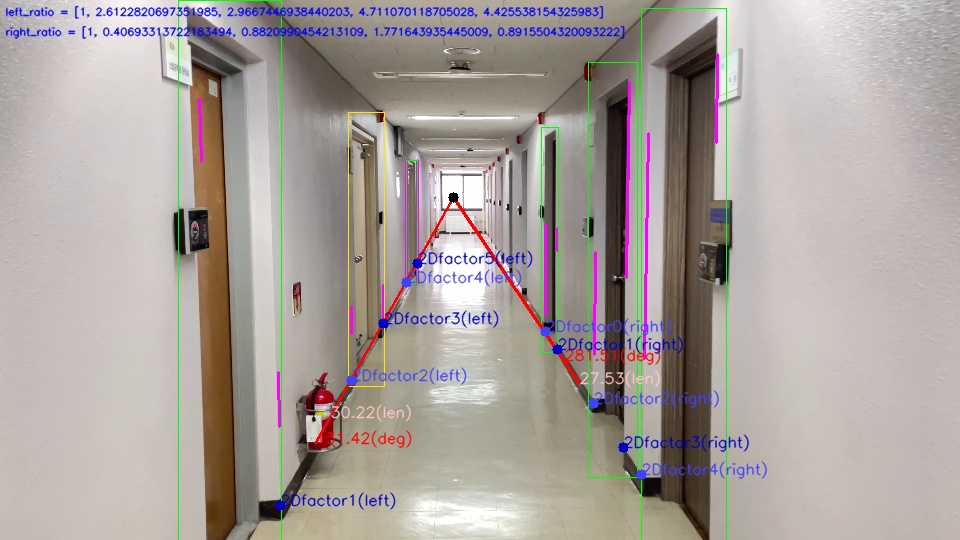 left_ratio = [1, 2.6122820697351985, 2.9667446938440203, 4.711070118705028, 4.425538154325983]
right_ratio = [1, 0.40693313722183494, 0.8820990454213109, 1.771643935445009, 0.8915504320093222]
2Dfactor5(left)
2Dfactor4(left)
2Dfactor3(left)
2Dfactor0(right)
2Dfactor1(right)
(deg)
2Dfactor2(left)
27.53(len)
2Dfactor2(right)
30.22(len)
1.42(deg)
2Dfactor3(right)
2Dfactor4(right)
2Dfactor1(left)